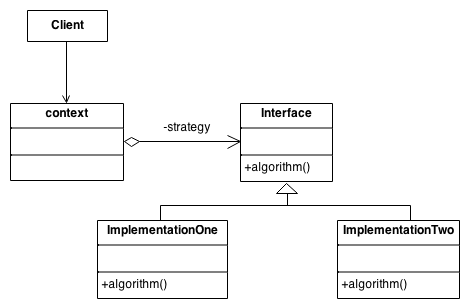 Client
context
-strategy
Interface
+algorithm()
ImplementationOne
+algorithm()
ImplementationTwo
+algorithm()